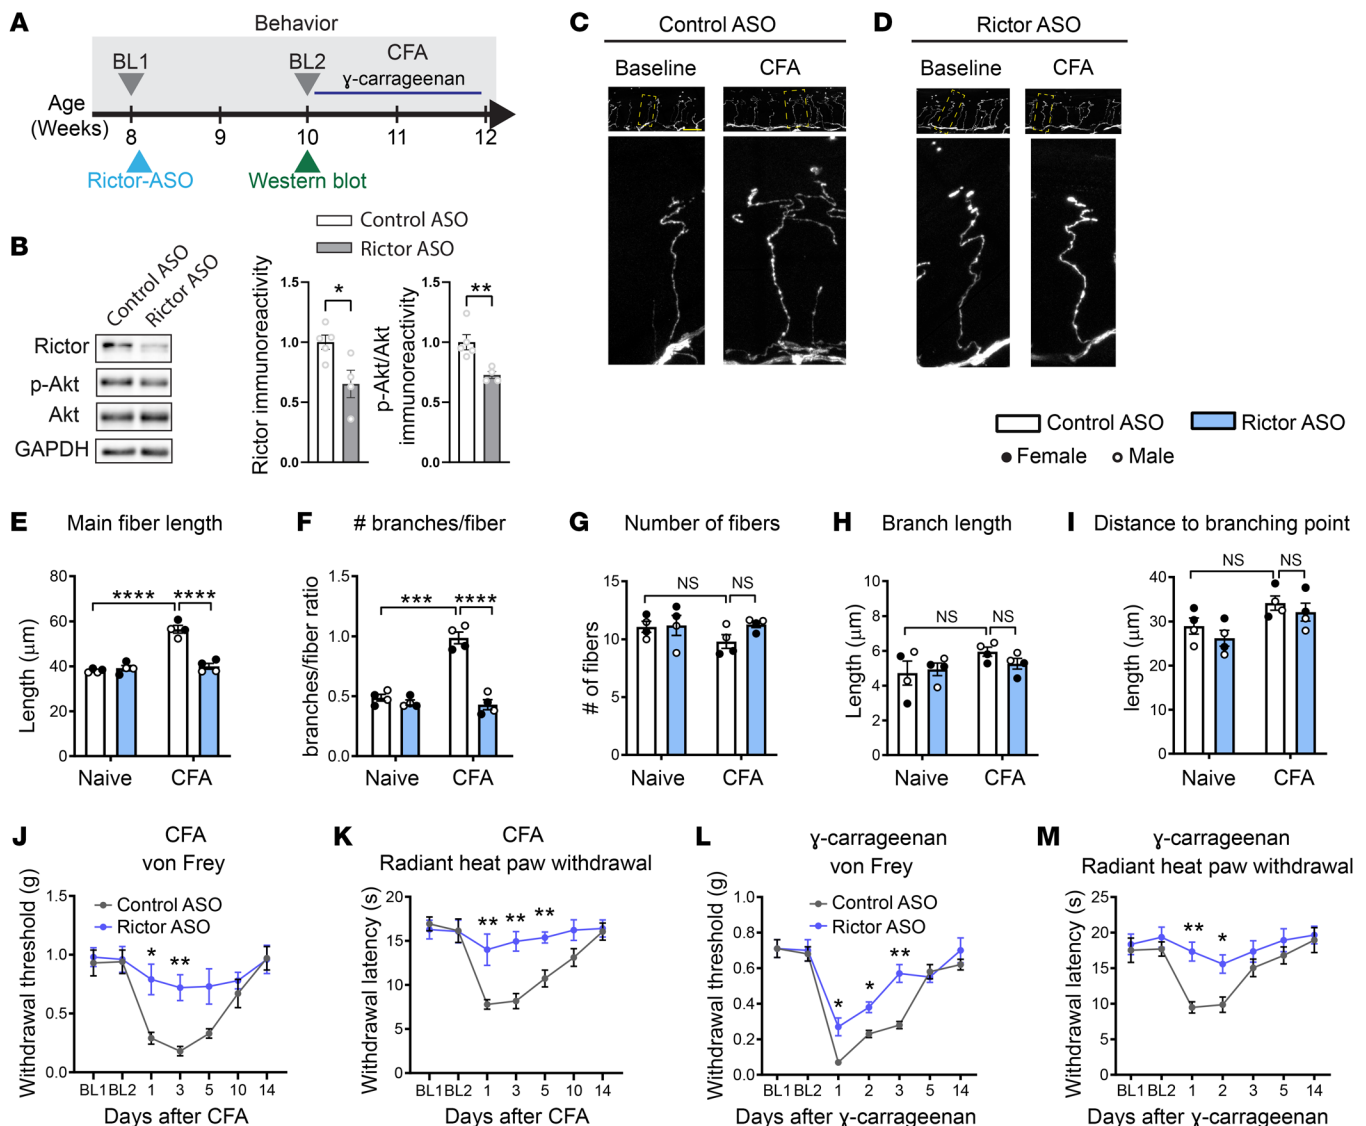 A
Behavior
BL1
BL2
CFA
ɣ-carrageenan
Age
(Weeks)
8
9
10
11
12
Rictor-ASO
Western blot
B
Control ASO
Rictor ASO
Rictor
p-Akt
Akt
GAPDH
Control ASO
Rictor ASO
Rictor immunoreactivity
1.5
1.0
0.5
0.0
*
p-Akt/Akt
immunoreactivity
1.5
1.0
0.5
0.0
**
C
Control ASO
Baseline
CFA
D
Rictor ASO
Baseline
CFA
Control ASO
Rictor ASO
Female
Male
E
Main fiber length
Length (μm)
80
60
40
20
0
****
****
Naive
CFA
F
# branches/fiber
branches/fiber ratio
1.5
1.0
0.5
0.0
***
****
Naive
CFA
G
Number of fibers
# of fibers
15
10
5
0
NS
NS
Naive
CFA
H
Branch length
Length (μm)
10
8
6
4
2
0
NS
NS
Naive
CFA
I
Distance to branching point
length (μm)
40
30
20
10
0
NS
NS
Naive
CFA
J
CFA
von Frey
Withdrawal threshold (g)
1.5
1.0
0.5
0.0
Control ASO
Rictor ASO
*
**
BL1 BL2 1 3 5 10 14
Days after CFA
K
CFA
Radiant heat paw withdrawal
Withdrawal latency (s)
20
15
10
5
0
** ** **
BL1 BL2 1 3 5 10 14
Days after CFA
L
ɣ-carrageenan
von Frey
Withdrawal threshold (g)
1.0
0.8
0.6
0.4
0.2
0.0
Control ASO
Rictor ASO
*
*
**
BL1 BL2 1 2 3 5 14
Days after ɣ-carrageenan
M
ɣ-carrageenan
Radiant heat paw withdrawal
Withdrawal latency (s)
25
20
15
10
5
0
**
*
BL1 BL2 1 2 3 5 14
Days after ɣ-carrageenan